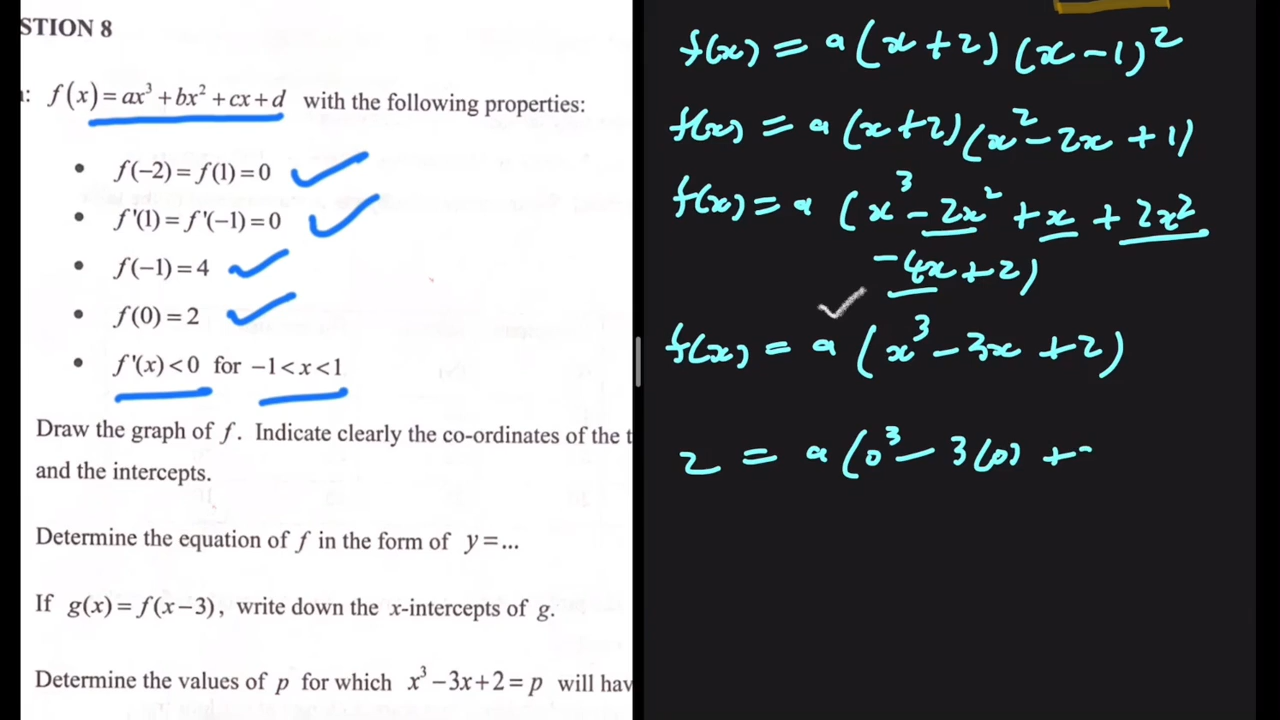 STION 8
: f(x) = ax³ + bx² + cx + d with the following properties:
• f(−2) = f(1) = 0
• f'(1) = f'(−1) = 0
• f(−1) = 4
• f(0) = 2
• f'(x) < 0 for −1 < x < 1
Draw the graph of f. Indicate clearly the co-ordinates of the t
and the intercepts.
Determine the equation of f in the form of y = ...
If g(x) = f(x−3), write down the x-intercepts of g.
Determine the values of p for which x³ − 3x + 2 = p will hav
f(x) = a(x+2)(x−1)²
f(x) = a(x+2)(x² − 2x + 1)
f(x) = a(x³ − 2x² + x + 2x²
− 4x + 2)
f(x) = a(x³ − 3x + 2)
2 = a(0³ − 3(0) +